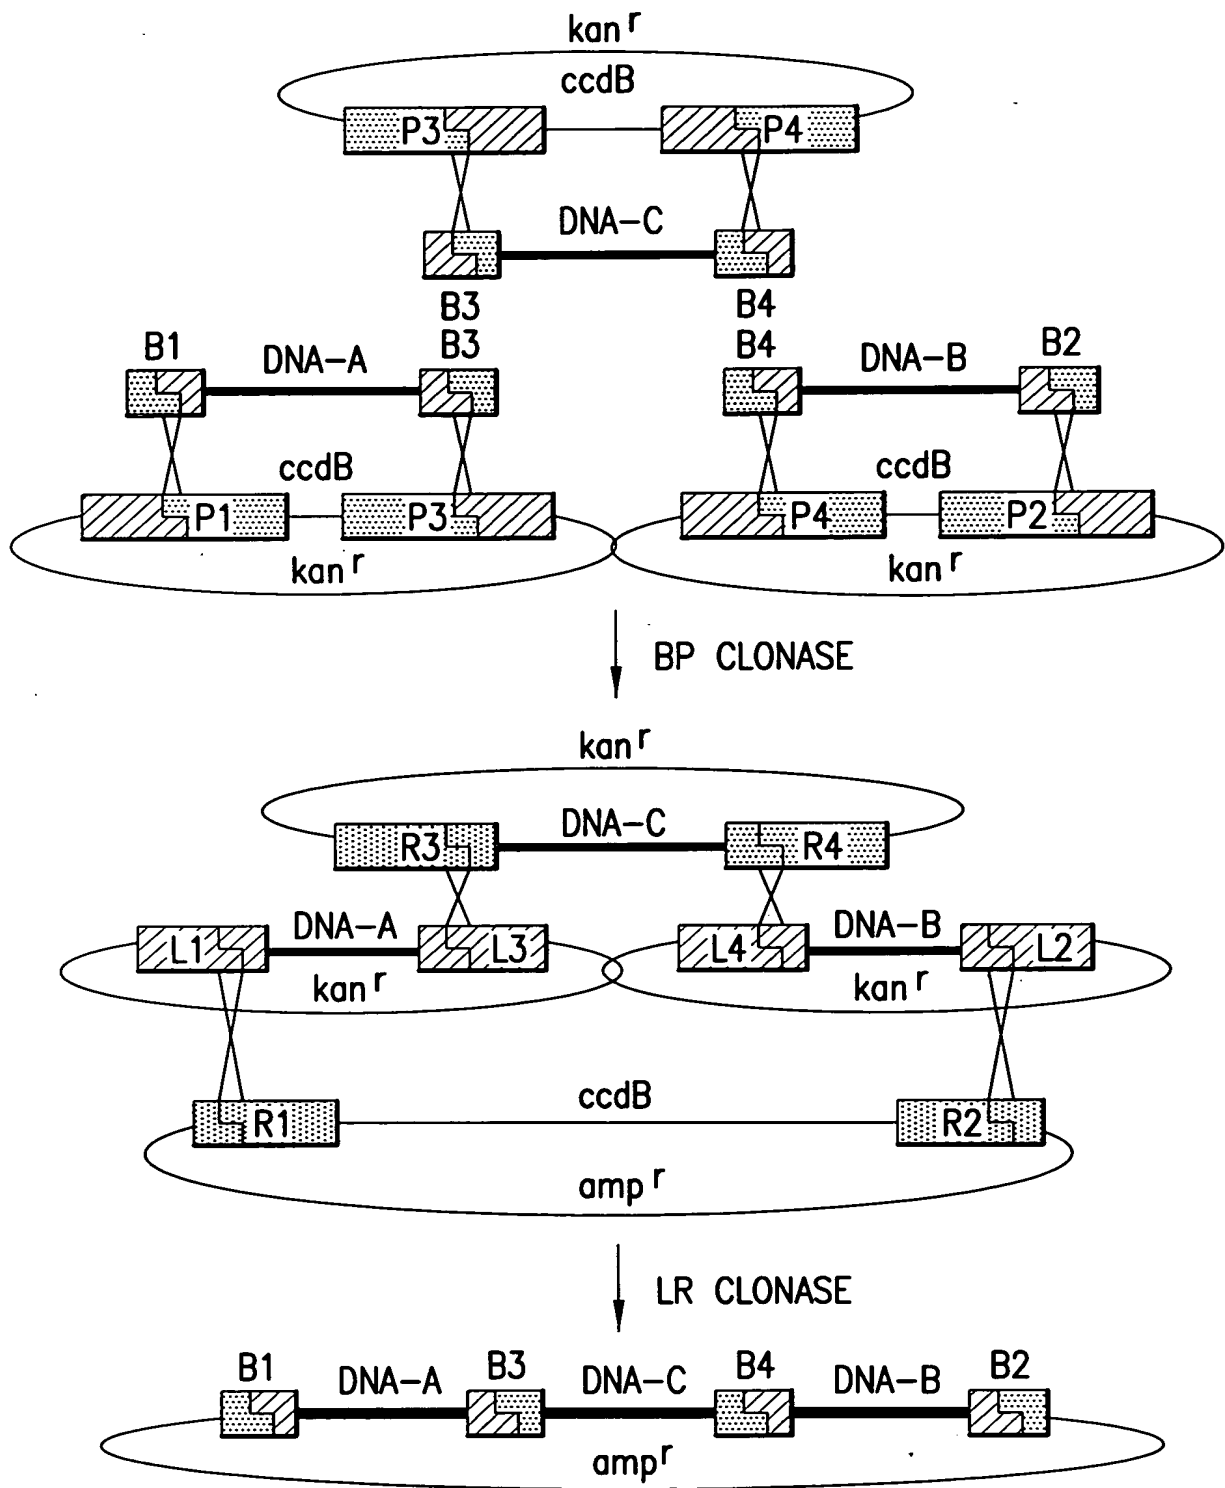 kan r
ccdB
P3 P4
DNA-C
B3 B4
B1 DNA-A B3 B4 DNA-B B2
ccdB ccdB
P1 P3 P4 P2
kan r kan r
BP CLONASE
kan r
DNA-C
R3 R4
DNA-A DNA-B
L1 L3 L4 L2
kan r kan r
ccdB
R1 R2
amp r
LR CLONASE
B1 DNA-A B3 DNA-C B4 DNA-B B2
amp r